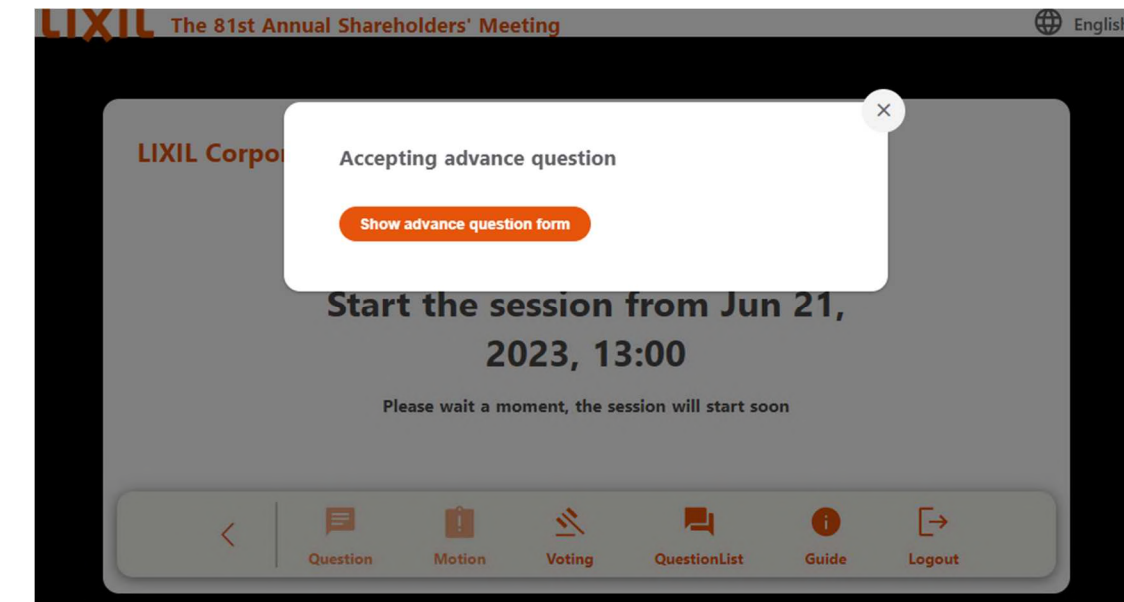 LIXIL The 81st Annual Shareholders' Meeting English
LIXIL Corpo
Accepting advance question
Show advance question form
Start the session from Jun 21,
2023, 13:00
Please wait a moment, the session will start soon
Question Motion Voting QuestionList Guide Logout